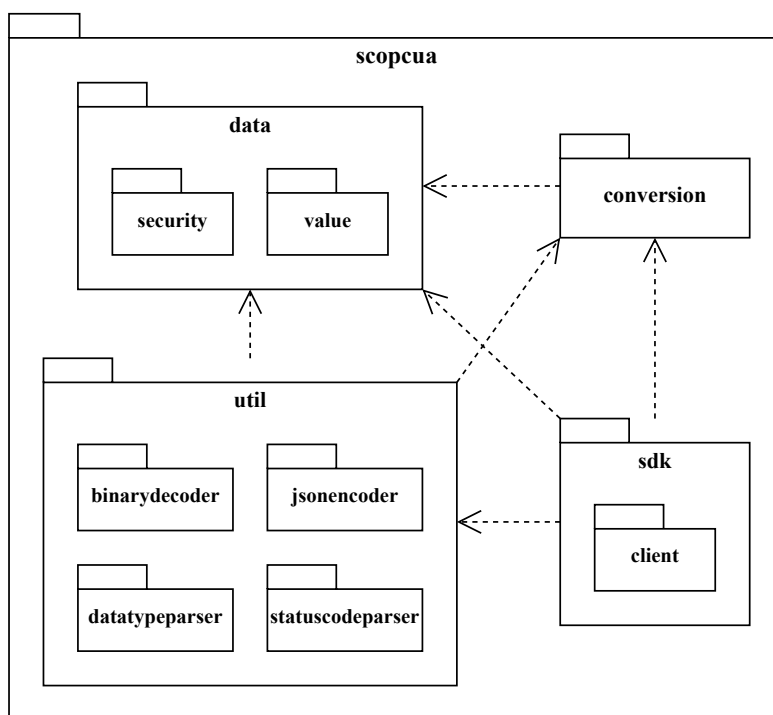 scopcua
data
security
value
conversion
util
binarydecoder
jsonencoder
datatypeparser
statuscodeparser
sdk
client